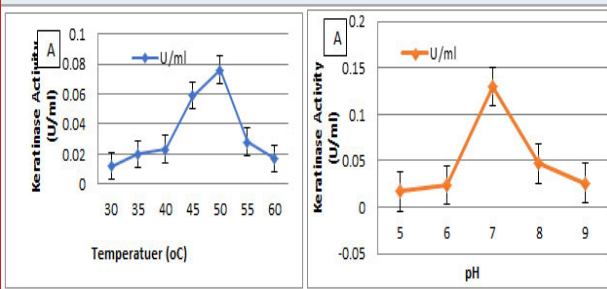 A
U/ml
Keratinase Activity
(U/ml)
0.1
0.08
0.06
0.04
0.02
0
30 35 40 45 50 55 60
Temperatuer (oC)
A
U/ml
Keratinase Activity
(U/ml)
0.2
0.15
0.1
0.05
0
-0.05
5 6 7 8 9
pH